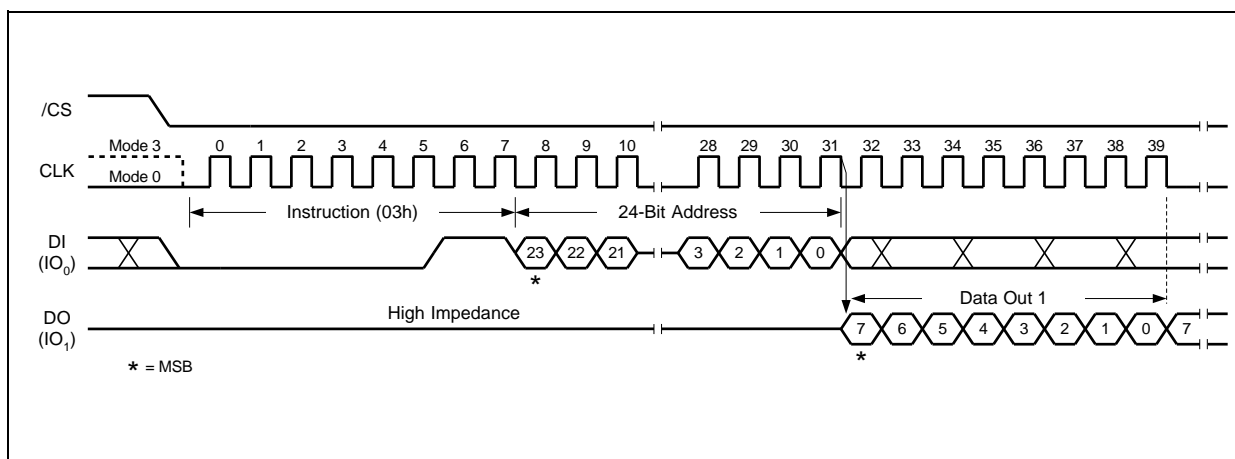 /CS
Mode 3 0 1 2 3 4 5 6 7 8 9 10 28 29 30 31 32 33 34 35 36 37 38 39
CLK Mode 0
Instruction (03h) 24-Bit Address
DI
(IO₀) 23 22 21 3 2 1 0
*
High Impedance Data Out 1
DO
(IO₁) 7 6 5 4 3 2 1 0 7
*
* = MSB